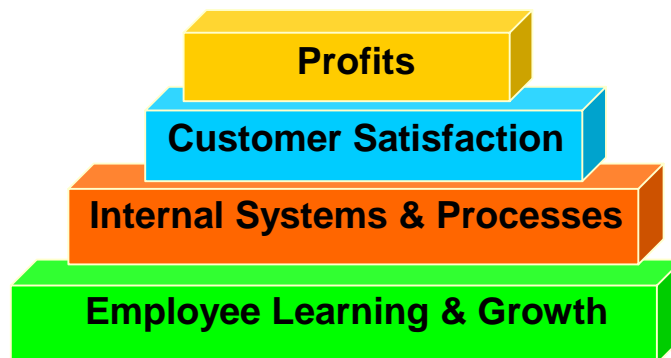 Profits
Customer Satisfaction
Internal Systems & Processes
Employee Learning & Growth